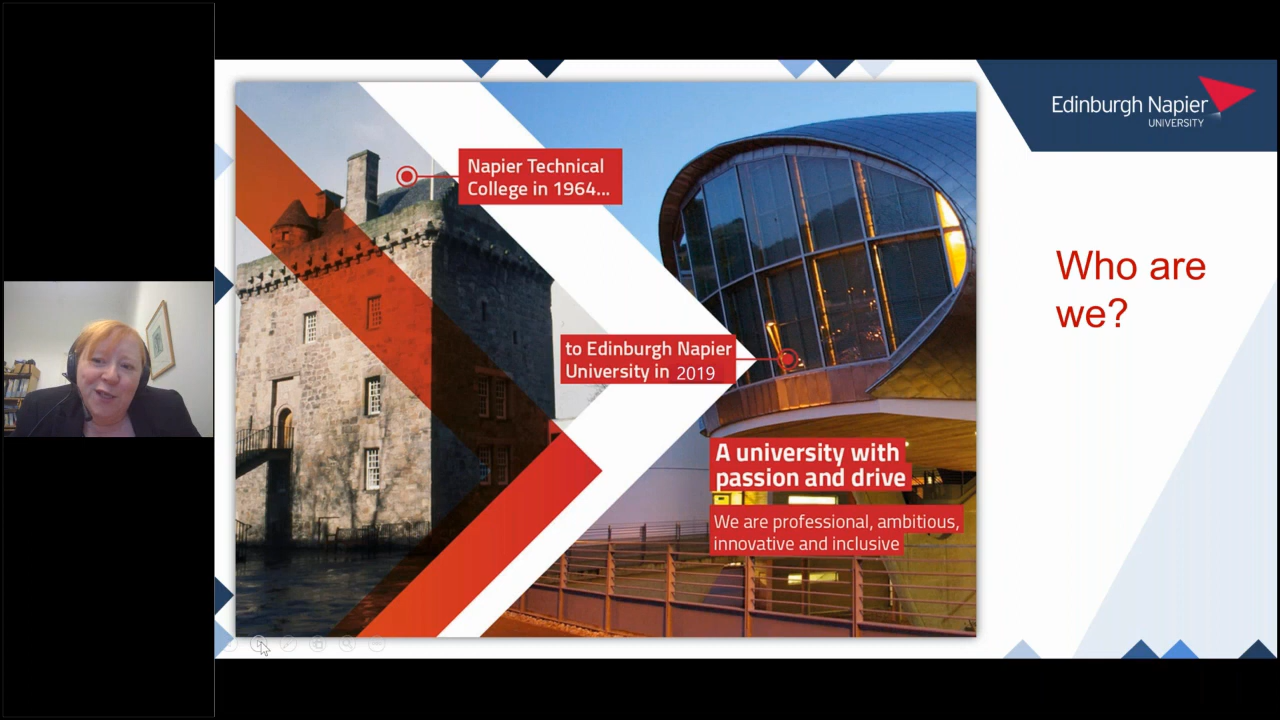 Napier Technical
College in 1964...
to Edinburgh Napier
University in 2019
A university with
passion and drive
We are professional, ambitious,
innovative and inclusive
Edinburgh Napier
UNIVERSITY
Who are
we?